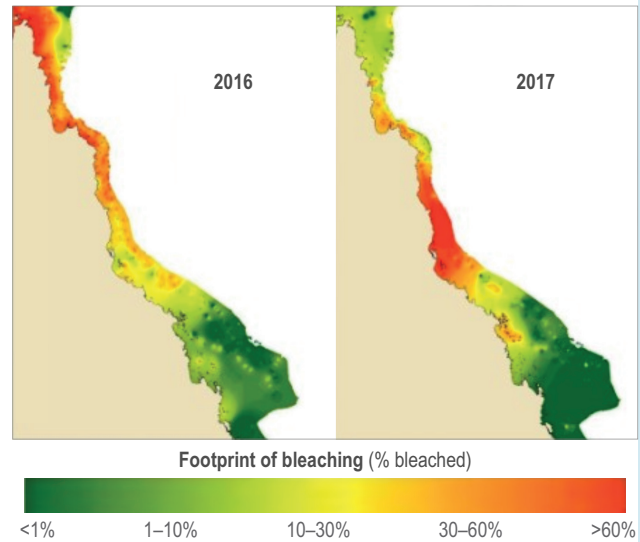 2016
2017
Footprint of bleaching (% bleached)
<1% 1–10% 10–30% 30–60% >60%